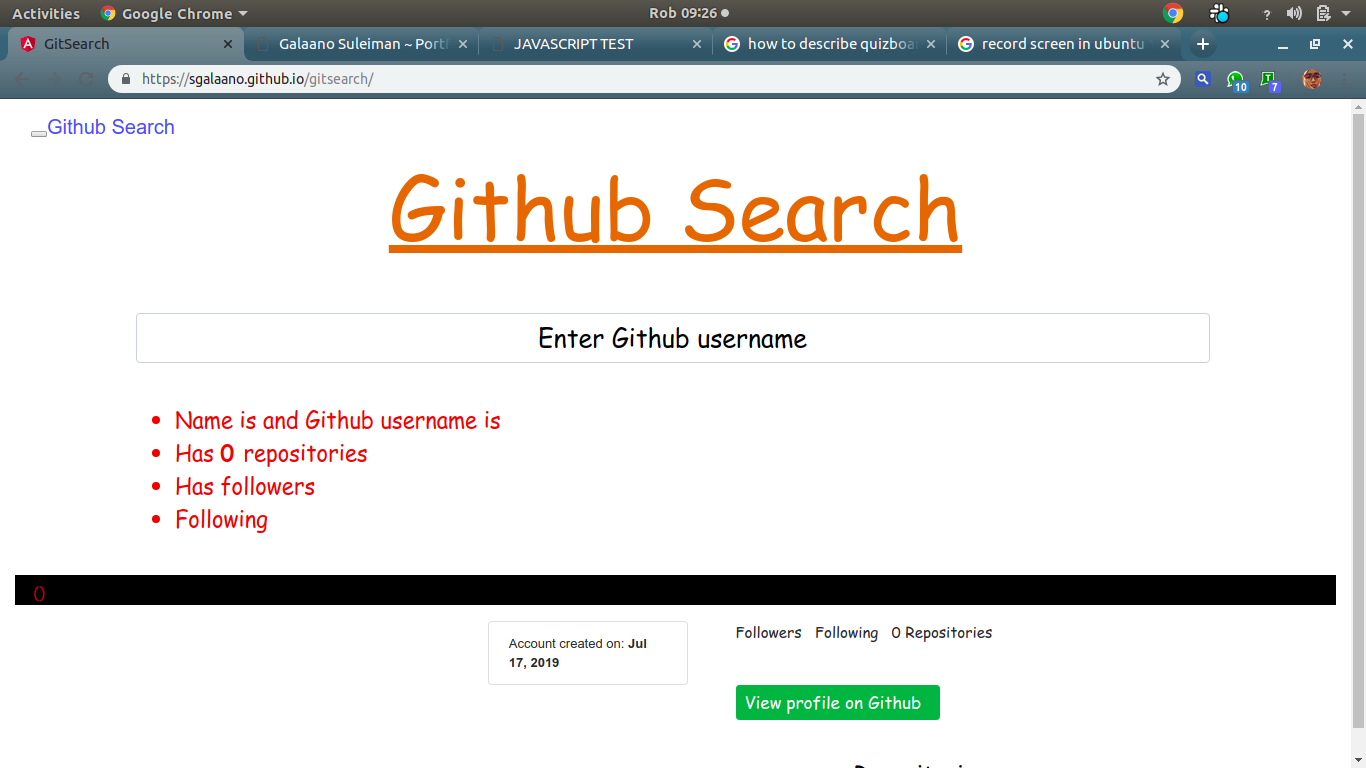 Activities Google Chrome Rob 09:26 ?
GitSearch Galaano Suleiman ~ Portf JAVASCRIPT TEST how to describe quizboa record screen in ubuntu
https://sgalaano.github.io/gitsearch/ 10 7
Github Search
Github Search
Enter Github username
• Name is and Github username is
• Has 0 repositories
• Has followers
• Following
()
Account created on: Jul
17, 2019
Followers Following 0 Repositories
View profile on Github